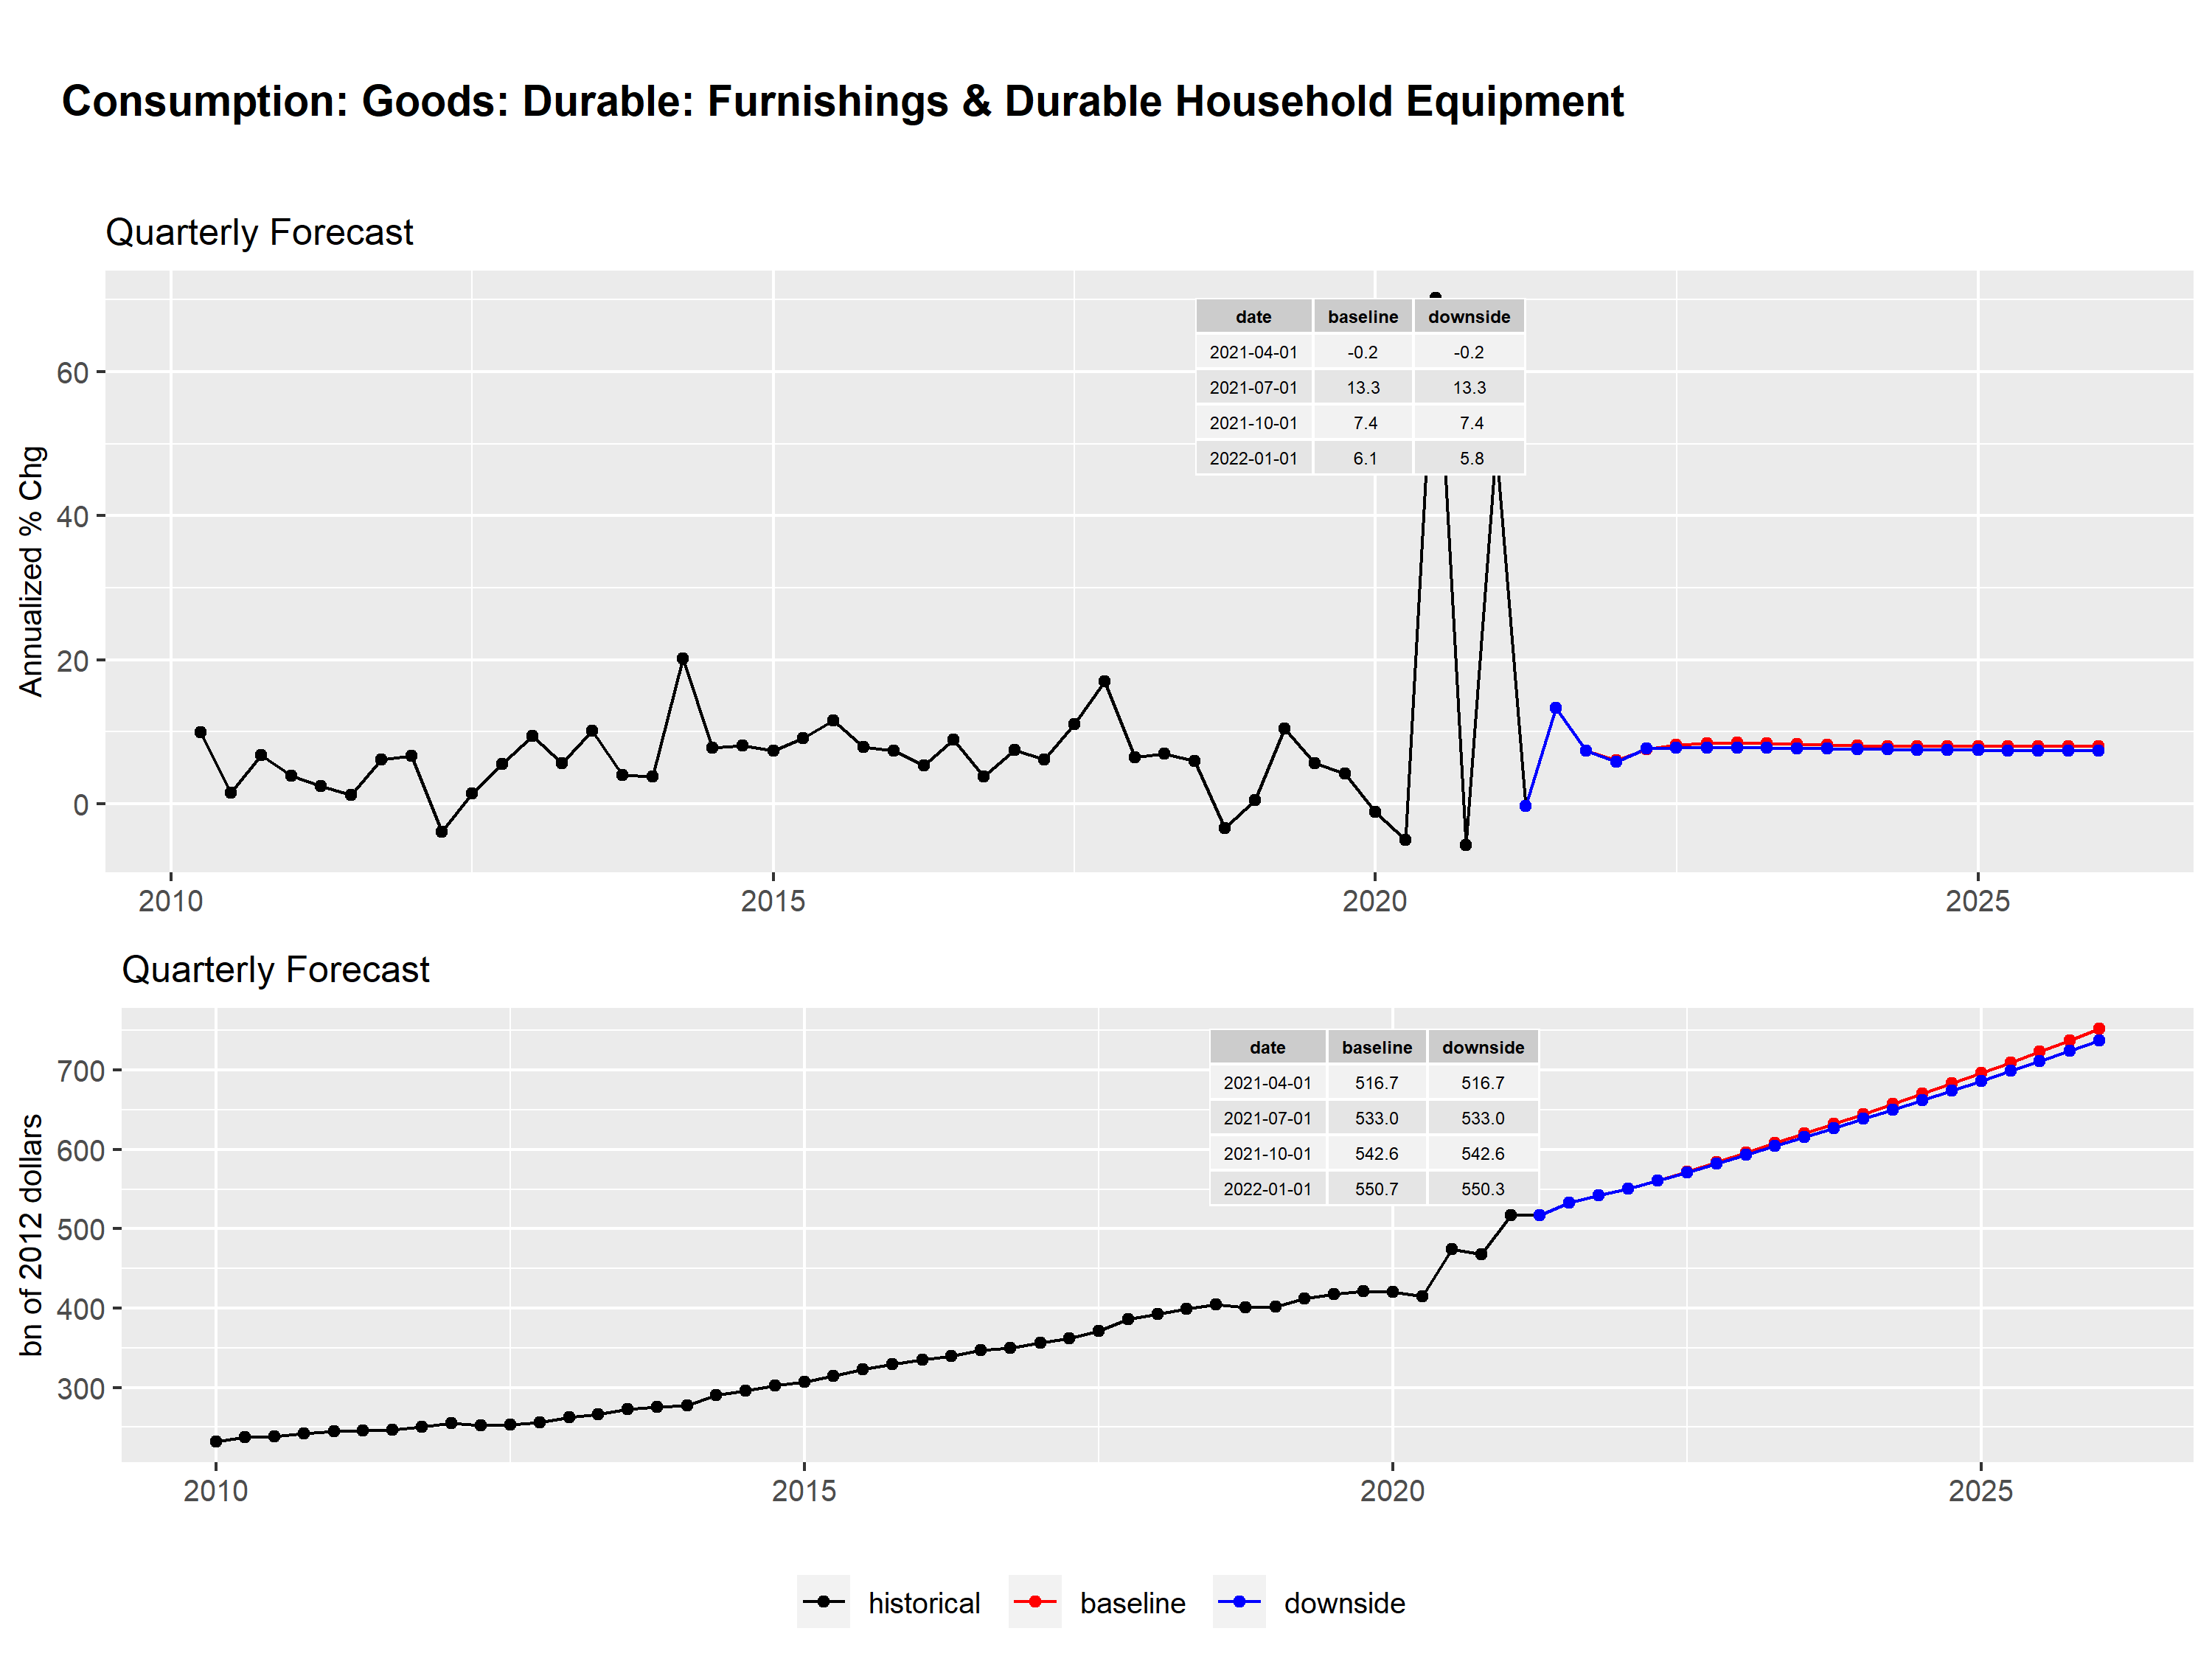 Consumption: Goods: Durable: Furnishings & Durable Household Equipment
Quarterly Forecast
Annualized % Chg
60
40
20
0
date baseline downside
2021-04-01 -0.2 -0.2
2021-07-01 13.3 13.3
2021-10-01 7.4 7.4
2022-01-01 6.1 5.8
2010 2015 2020 2025
Quarterly Forecast
bn of 2012 dollars
700
600
500
400
300
date baseline downside
2021-04-01 516.7 516.7
2021-07-01 533.0 533.0
2021-10-01 542.6 542.6
2022-01-01 550.7 550.3
2010 2015 2020 2025
historical baseline downside